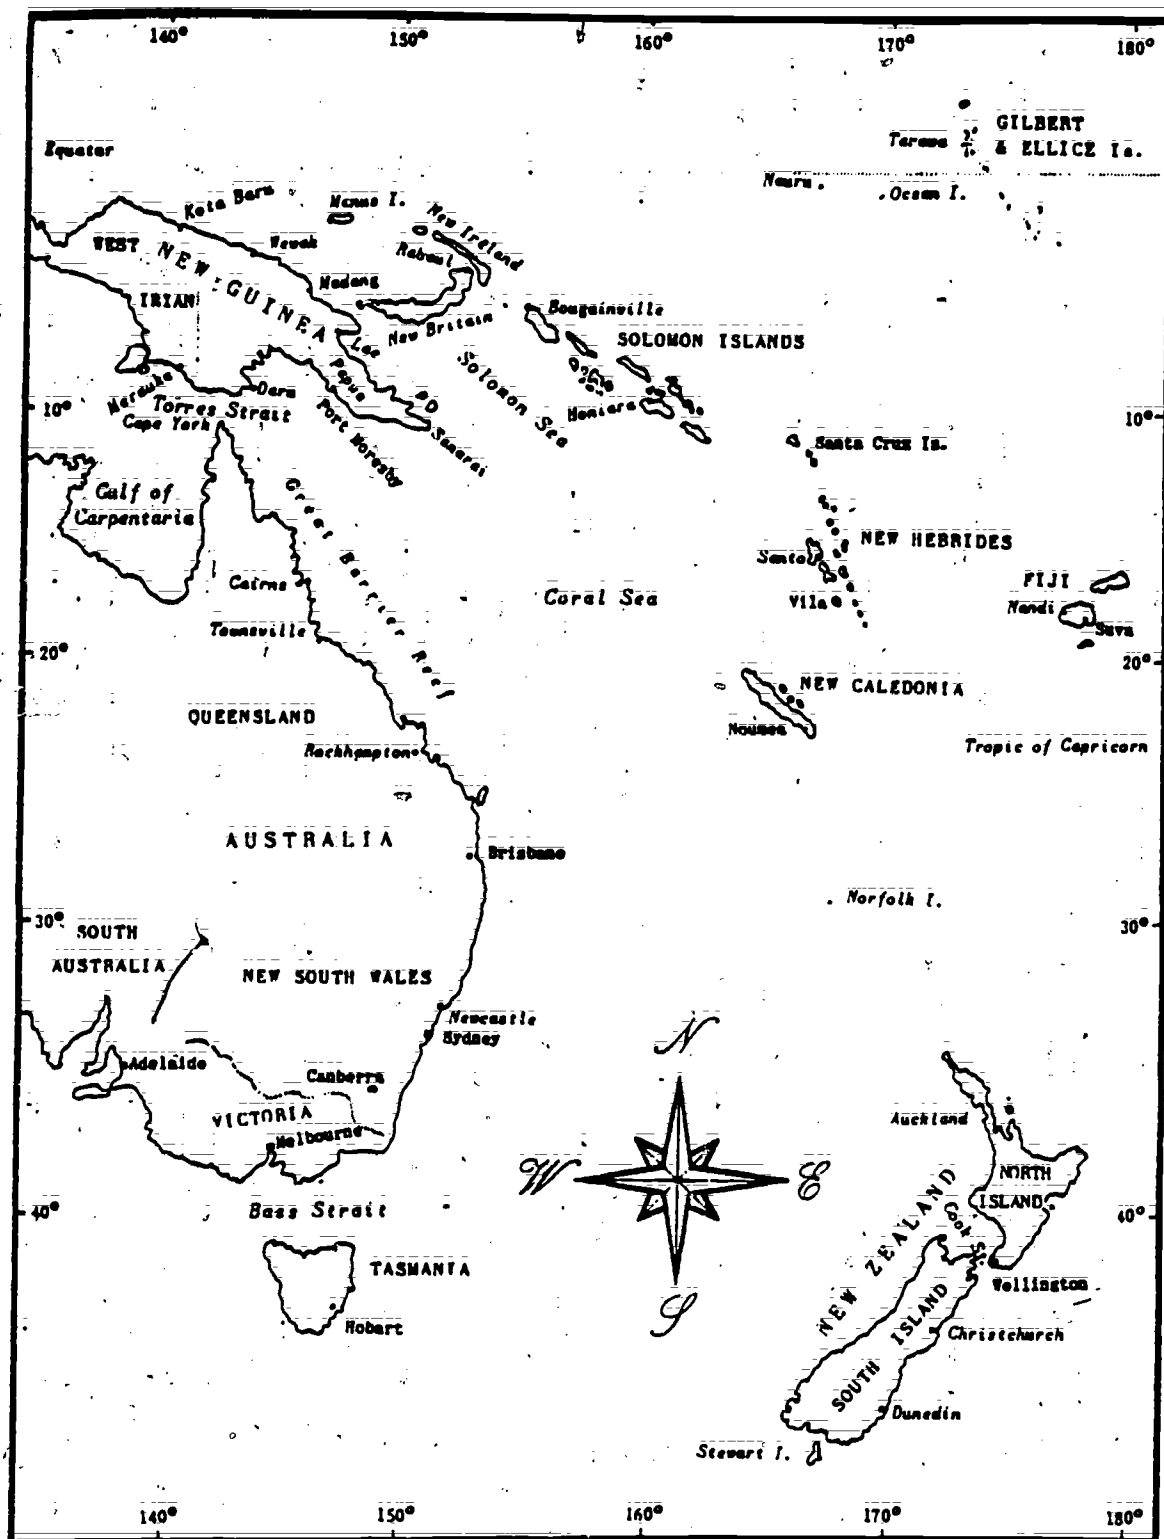 140°
150°
160°
170°
180°
GILBERT
Tarawa
& ELLICE Is.
Equator
Nauru.
Ocean I.
Kota Baru
Manus I.
New Ireland
WEST
NEW GUINEA
Wewak
Rabaul
Madang
IRIAN
New Britain
Bougainville
SOLOMON ISLANDS
Lae
Solomon Sea
Papua
Merauke
Daru
Honiara
10°
Torres Strait
Port Moresby
Samarai
10°
Cape York
Santa Cruz Is.
Gulf of
Carpentaria
Great Barrier Reef
NEW HEBRIDES
Santo
Cairns
Coral Sea
Vila
FIJI
Nandi
Suva
Townsville
20°
20°
NEW CALEDONIA
QUEENSLAND
Noumea
Rockhampton
Tropic of Capricorn
AUSTRALIA
Brisbane
Norfolk I.
30°
30°
SOUTH
AUSTRALIA
NEW SOUTH WALES
Newcastle
Sydney
N
Adelaide
Canberra
VICTORIA
Melbourne
Auckland
W
E
NORTH
ISLAND
40°
Bass Strait
Cook St.
40°
NEW ZEALAND
TASMANIA
Wellington
S
Hobart
SOUTH ISLAND
Christchurch
Dunedin
Stewart I.
140°
150°
160°
170°
180°